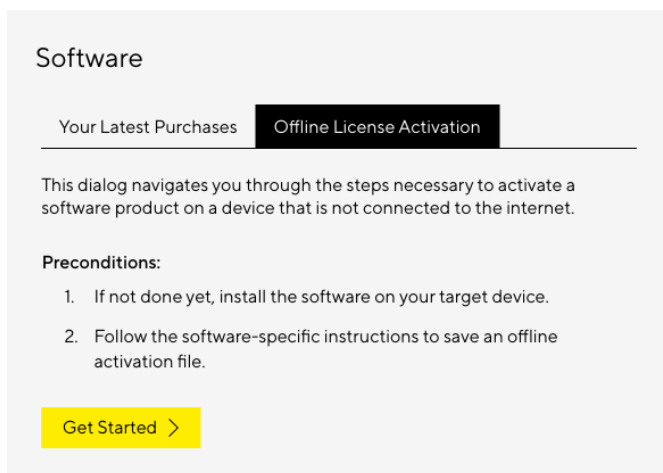 Software
Your Latest Purchases
Offline License Activation
This dialog navigates you through the steps necessary to activate a
software product on a device that is not connected to the internet.
Preconditions:
1. If not done yet, install the software on your target device.
2. Follow the software-specific instructions to save an offline
activation file.
Get Started